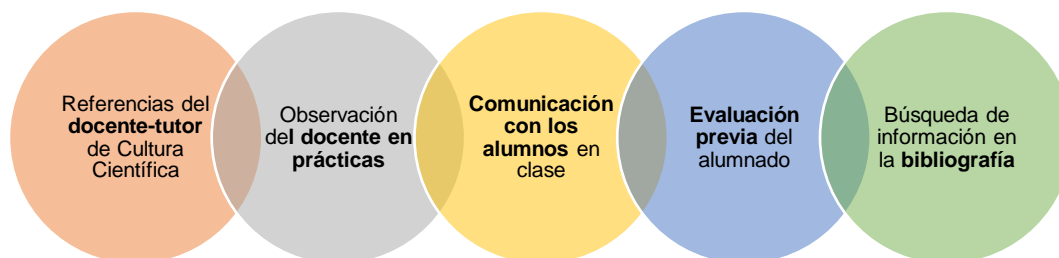 Referencias del
docente-tutor
de Cultura
Científica
Observación
del docente en
prácticas
Comunicación
con los
alumnos en
clase
Evaluación
previa del
alumnado
Búsqueda de
información en
la bibliografía